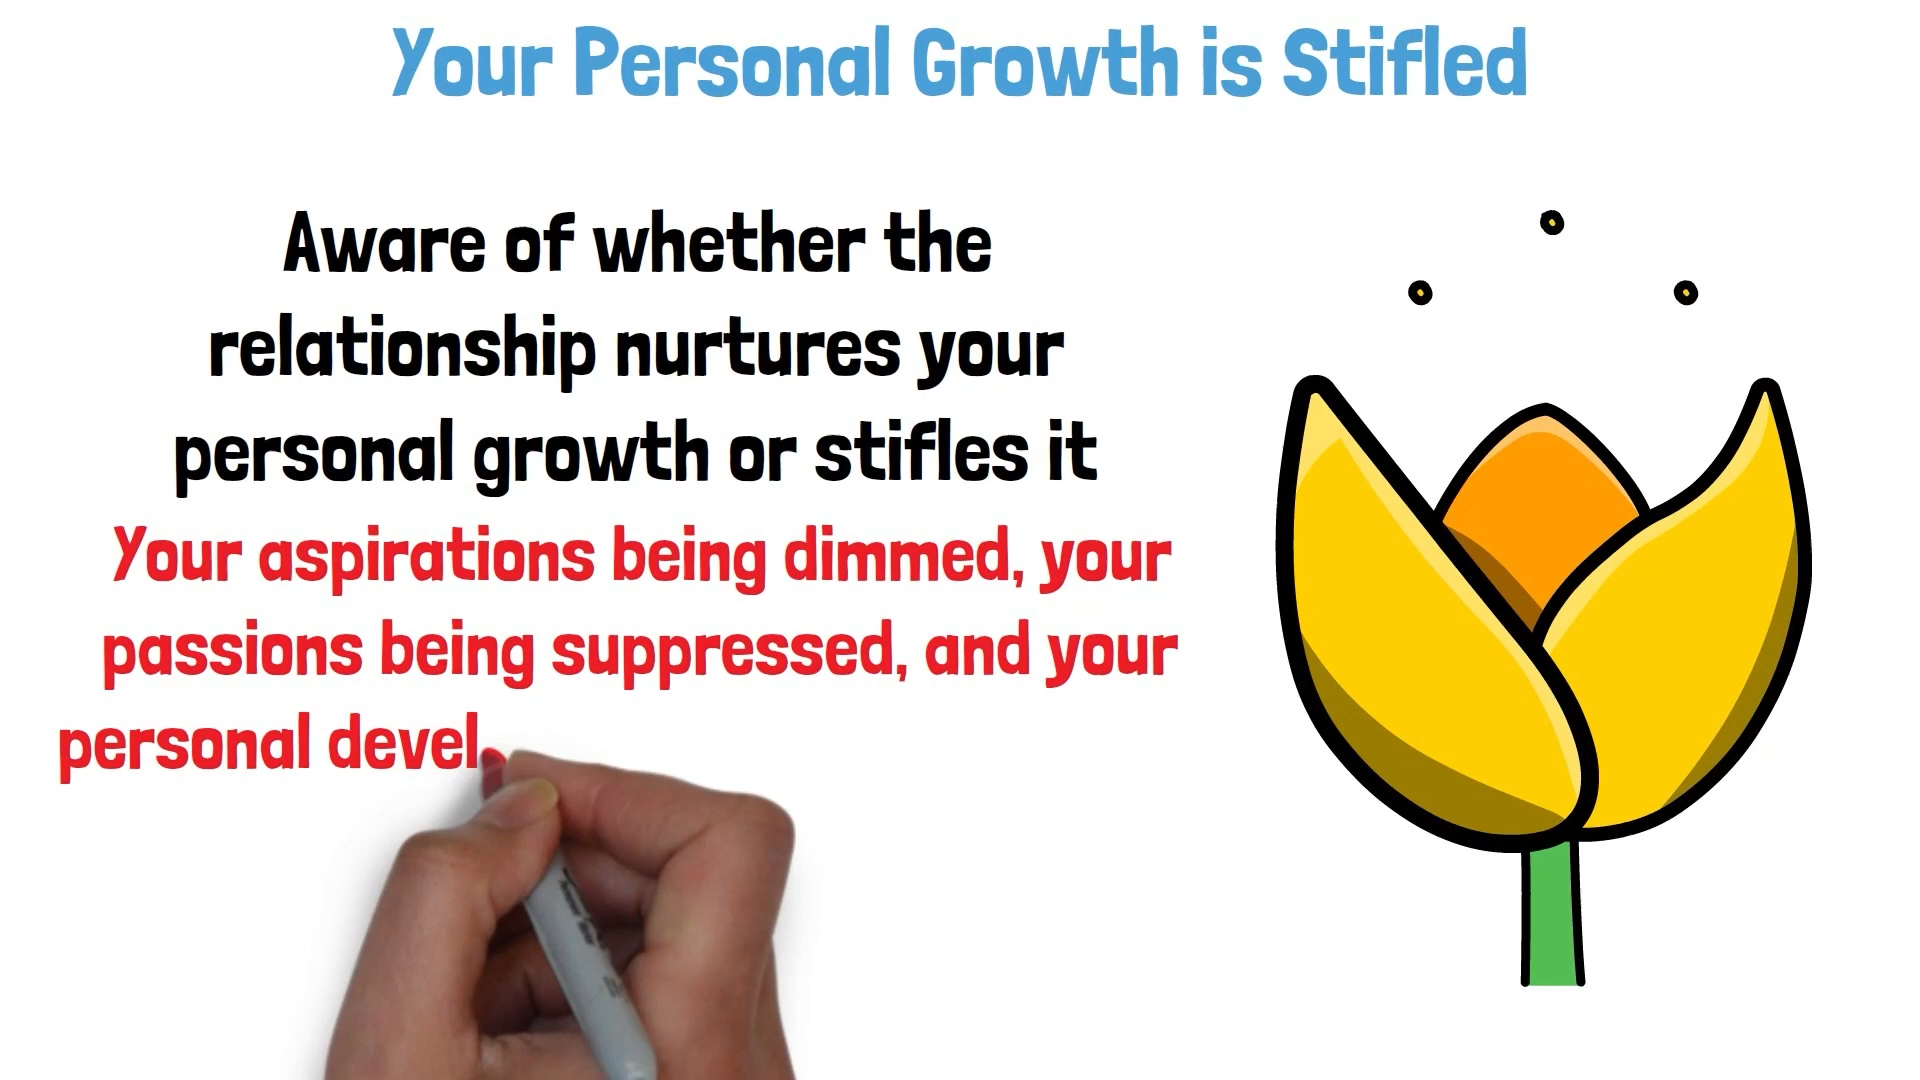 Your Personal Growth is Stifled
Aware of whether the
relationship nurtures your
personal growth or stifles it
Your aspirations being dimmed, your
passions being suppressed, and your
personal devel